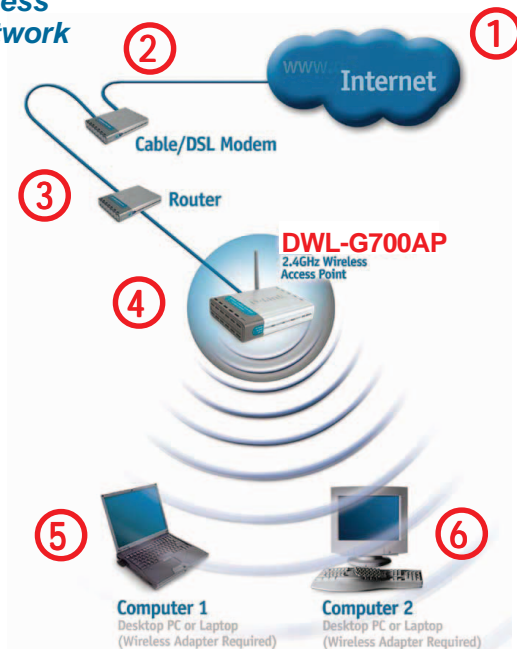 twork
2
1
www.
Internet
Cable/DSL Modem
3
Router
DWL-G700AP
2.4GHz Wireless
Access Point
4
5
6
Computer 1
Desktop PC or Laptop
(Wireless Adapter Required)
Computer 2
Desktop PC or Laptop
(Wireless Adapter Required)